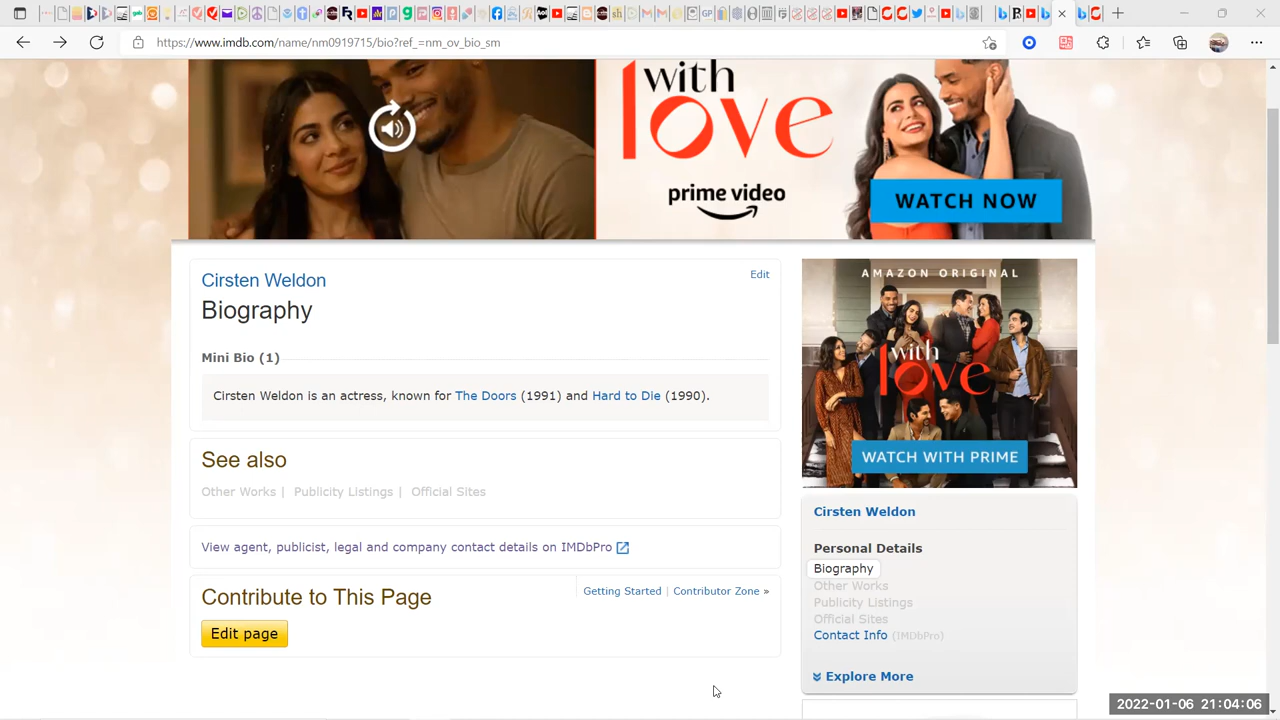 https://www.imdb.com/name/nm0919715/bio?ref_=nm_ov_bio_sm
with
love
prime video
WATCH NOW
Cirsten Weldon
Edit
Biography
Mini Bio (1)
Cirsten Weldon is an actress, known for The Doors (1991) and Hard to Die (1990).
See also
Other Works | Publicity Listings | Official Sites
View agent, publicist, legal and company contact details on IMDbPro
Contribute to This Page
Getting Started | Contributor Zone »
Edit page
AMAZON ORIGINAL
with
love
WATCH WITH PRIME
Cirsten Weldon
Personal Details
Biography
Other Works
Publicity Listings
Official Sites
Contact Info (IMDbPro)
Explore More
2022-01-06 21:04:06